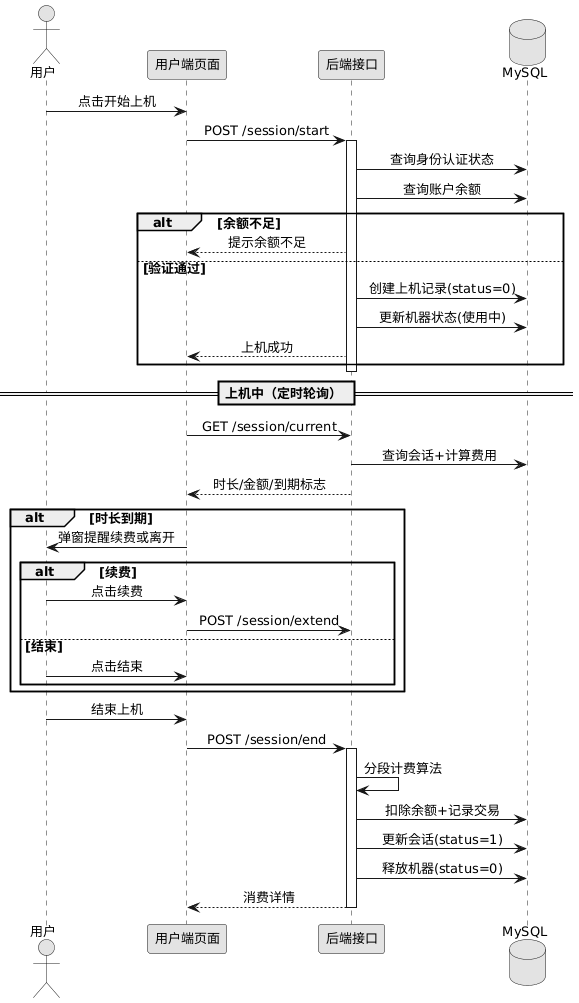 用户
用户端页面
后端接口
MySQL
点击开始上机
POST /session/start
查询身份认证状态
查询账户余额
alt [余额不足]
提示余额不足
[验证通过]
创建上机记录(status=0)
更新机器状态(使用中)
上机成功
上机中（定时轮询）
GET /session/current
查询会话+计算费用
时长/金额/到期标志
alt [时长到期]
弹窗提醒续费或离开
alt [续费]
点击续费
POST /session/extend
[结束]
点击结束
结束上机
POST /session/end
分段计费算法
扣除余额+记录交易
更新会话(status=1)
释放机器(status=0)
消费详情
用户
用户端页面
后端接口
MySQL